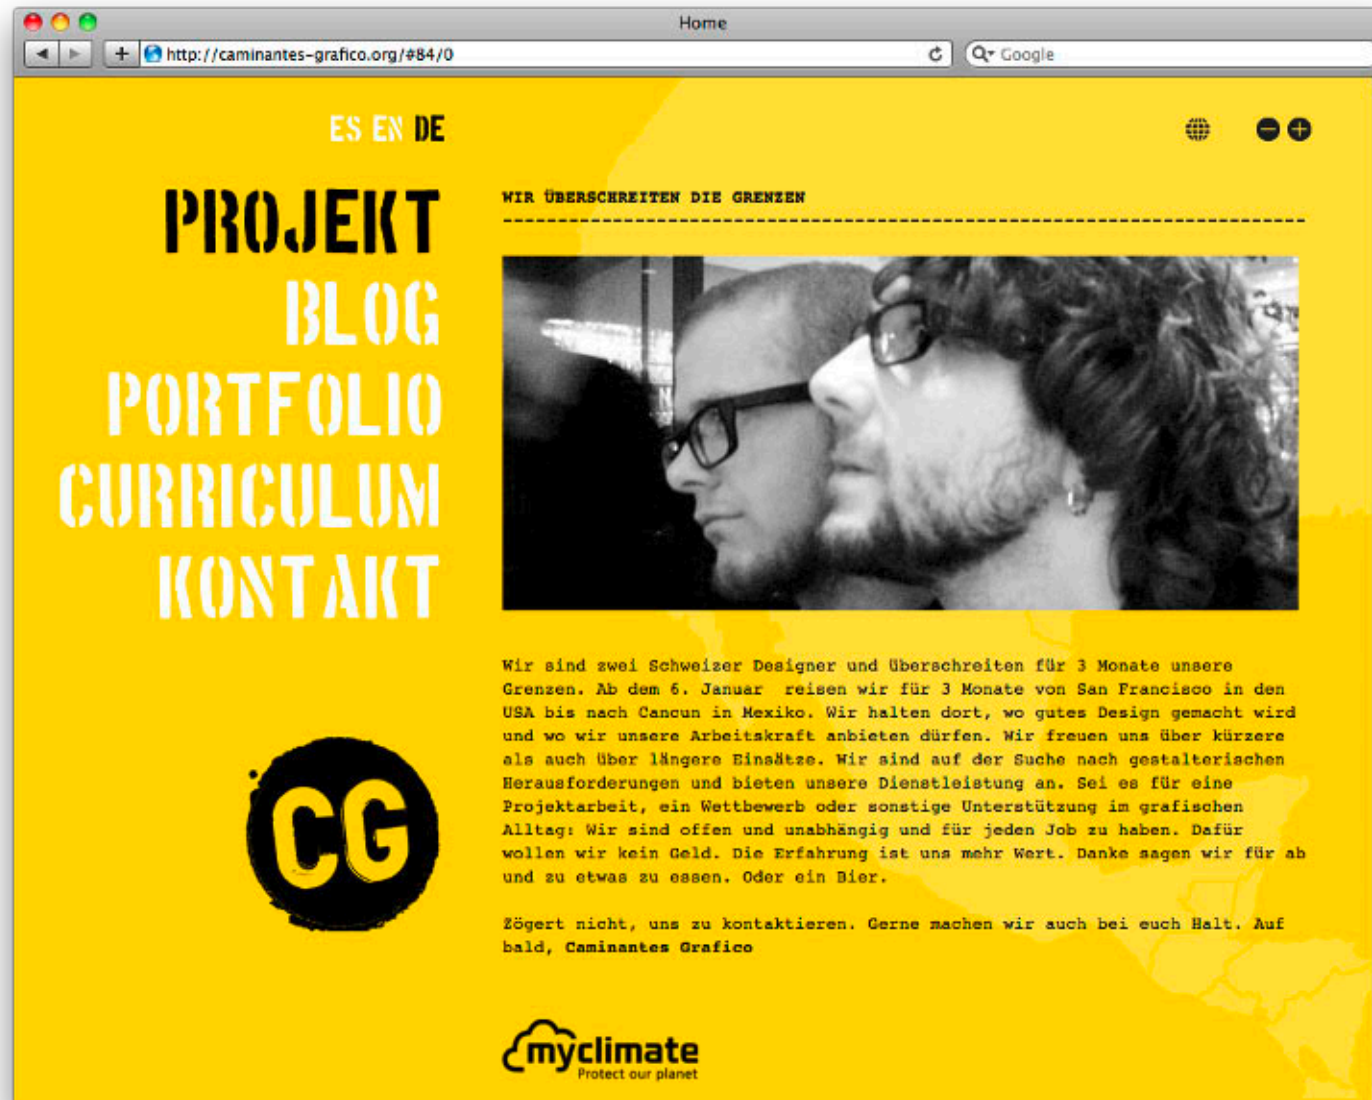 Home
http://caminantes-grafico.org/#84/0
Google
ES EN DE
PROJEKT
BLOG
PORTFOLIO
CURRICULUM
KONTAKT
CG
WIR ÜBERSCHREITEN DIE GRENZEN
Wir sind zwei Schweizer Designer und überschreiten für 3 Monate unsere
Grenzen. Ab dem 6. Januar  reisen wir für 3 Monate von San Francisco in den
USA bis nach Cancun in Mexiko. Wir halten dort, wo gutes Design gemacht wird
und wo wir unsere Arbeitskraft anbieten dürfen. Wir freuen uns über kürzere
als auch über längere Einsätze. Wir sind auf der Suche nach gestalterischen
Herausforderungen und bieten unsere Dienstleistung an. Sei es für eine
Projektarbeit, ein Wettbewerb oder sonstige Unterstützung im grafischen
Alltag: Wir sind offen und unabhängig und für jeden Job zu haben. Dafür
wollen wir kein Geld. Die Erfahrung ist uns mehr Wert. Danke sagen wir für ab
und zu etwas zu essen. Oder ein Bier.
Zögert nicht, uns zu kontaktieren. Gerne machen wir auch bei euch Halt. Auf
bald, Caminantes Grafico
myclimate
Protect our planet